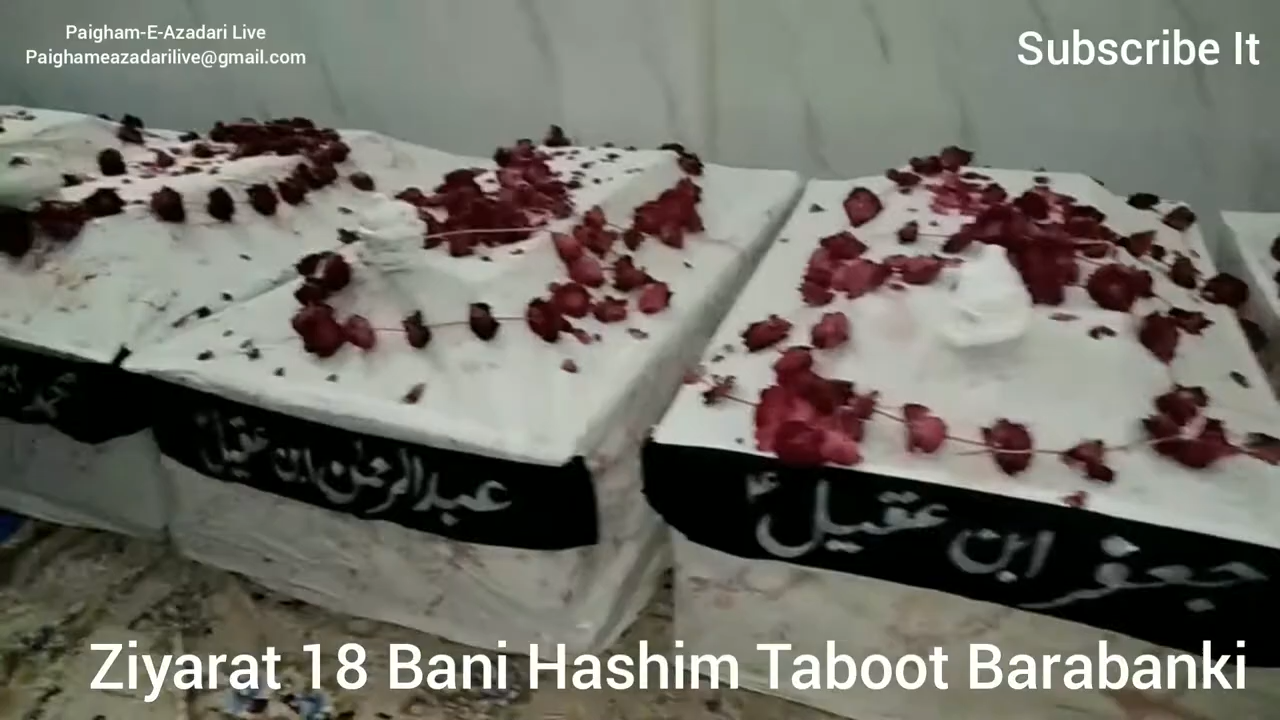 Paigham-E-Azadari Live
Paighameazadarilive@gmail.com
Subscribe It
عبدالرحمٰن ابن عقیلؑ
جعفر ابن عقیلؑ
Ziyarat 18 Bani Hashim Taboot Barabanki